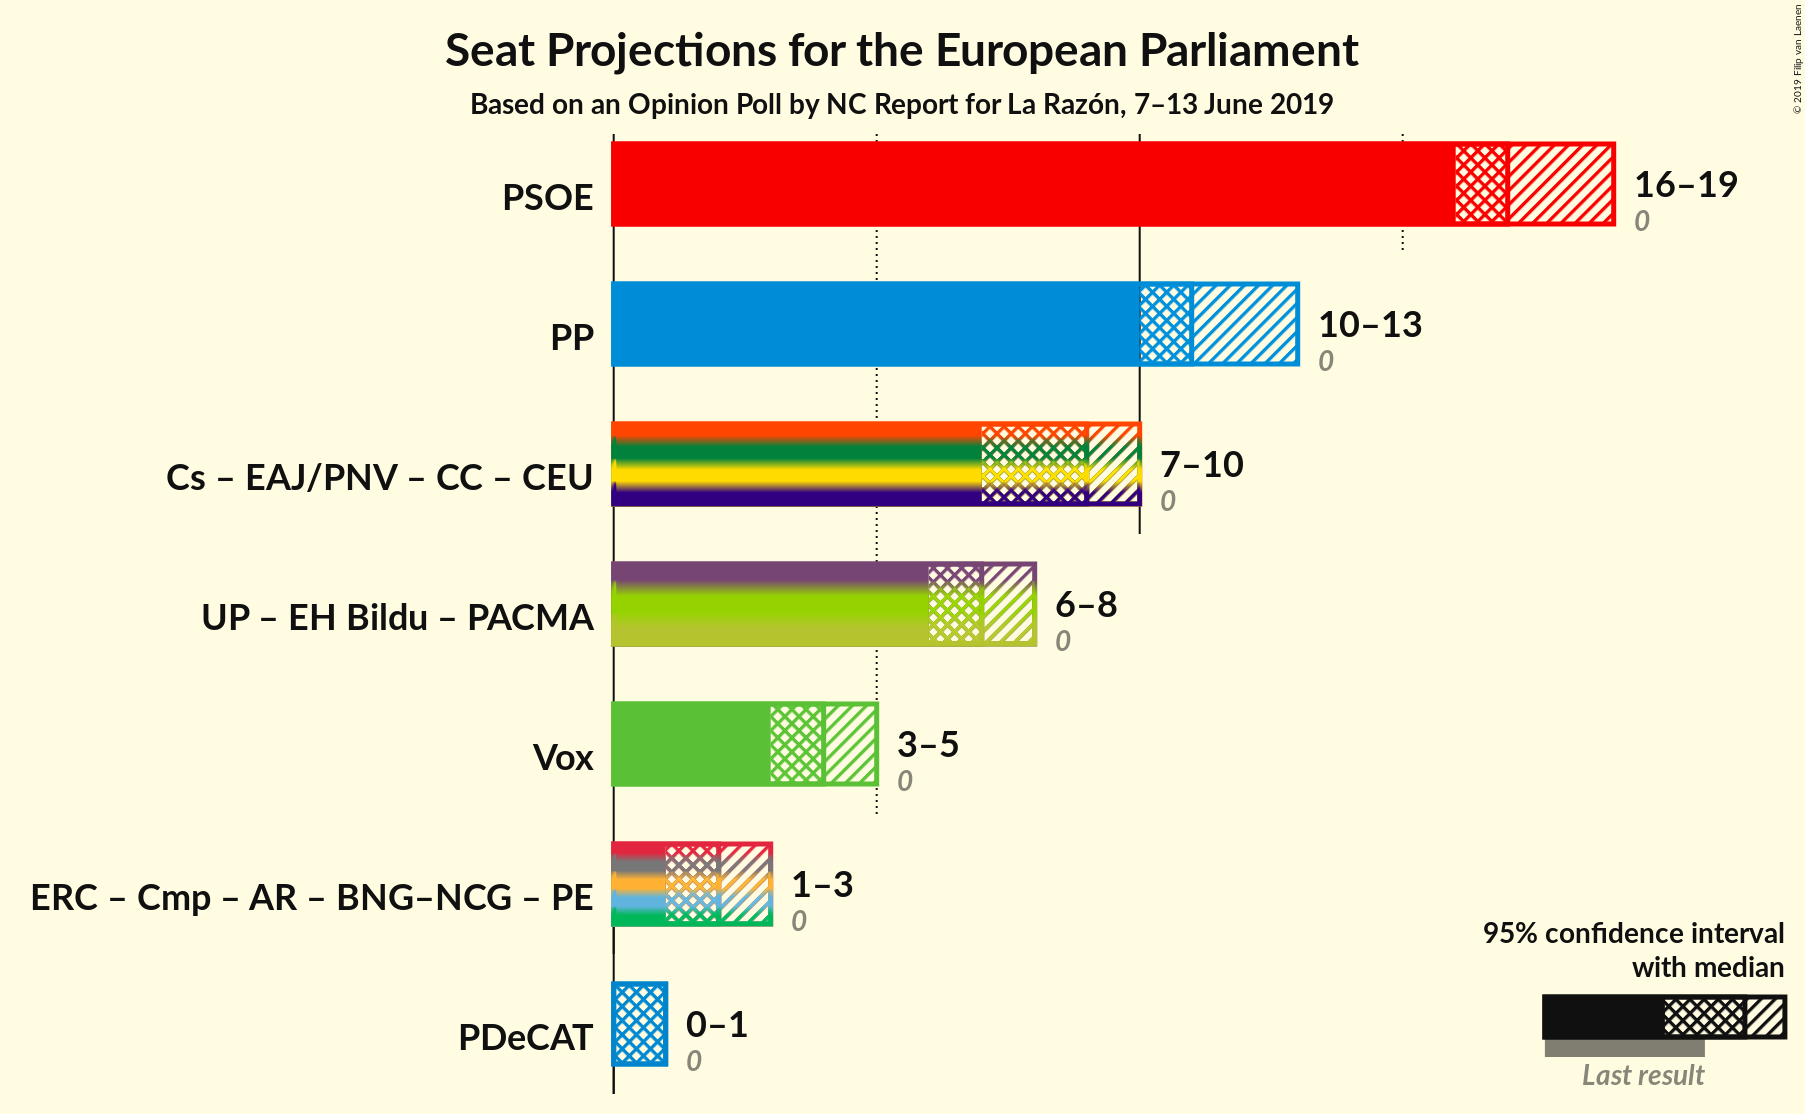 Seat Projections for the European Parliament
Based on an Opinion Poll by NC Report for La Razón, 7–13 June 2019
© 2019 Filip van Laenen
PSOE
16–19
0
PP
10–13
0
Cs – EAJ/PNV – CC – CEU
7–10
0
UP – EH Bildu – PACMA
6–8
0
Vox
3–5
0
ERC – Cmp – AR – BNG–NCG – PE
1–3
0
PDeCAT
0–1
0
95% confidence interval
with median
Last result